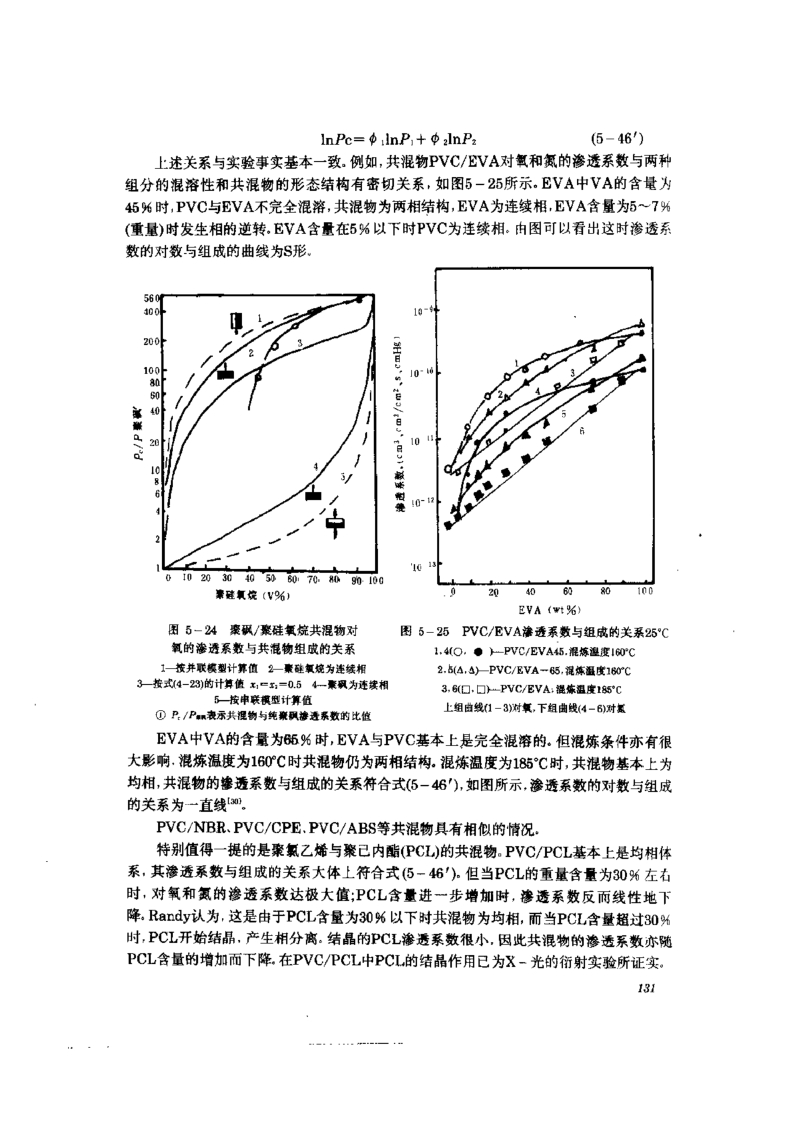 lnPc=φ₁lnP₁+φ₂lnP₂ (5-46′)
上述关系与实验事实基本一致。例如,共混物PVC/EVA对氧和氮的渗透系数与两种
组分的混溶性和共混物的形态结构有密切关系,如图5-25所示。EVA中VA的含量为
45%时,PVC与EVA不完全混溶,共混物为两相结构,EVA为连续相,EVA含量为5~7%
(重量)时发生相的逆转。EVA含量在5%以下时PVC为连续相。由图可以看出这时渗透系
数的对数与组成的曲线为S形。
560
400
200
100
80
60
40
20
10
8
6
4
2
1
Pc/P聚砜
1
2
3
4
5
0 10 20 30 40 50 60 70 80 90 100
聚硅氧烷(V%)
图 5-24 聚砜/聚硅氧烷共混物对
氧的渗透系数与共混物组成的关系
1—按并联模型计算值 2—聚硅氧烷为连续相
3—按式(4-23)的计算值 x₁=x₂=0.5 4—聚砜为连续相
5—按串联模型计算值
① Pc/P聚砜表示共混物与纯聚砜渗透系数的比值
10⁻⁹
10⁻¹⁰
10⁻¹¹
10⁻¹²
10⁻¹³
渗透系数,(cm³、cm²/cm²、s、cmHg)
1
2
3
4
5
6
0 20 40 60 80 100
EVA (wt%)
图 5-25 PVC/EVA渗透系数与组成的关系25℃
1,4(○,●)—PVC/EVA45,混炼温度160℃
2,5(△,△)—PVC/EVA-65,混炼温度160℃
3,6(□,□)—PVC/EVA;混炼温度185℃
上组曲线(1-3)对氧,下组曲线(4-6)对氮
EVA中VA的含量为65%时,EVA与PVC基本上是完全混溶的。但混炼条件亦有很
大影响.混炼温度为160℃时共混物仍为两相结构。混炼温度为185℃时,共混物基本上为
均相,共混物的渗透系数与组成的关系符合式(5-46′),如图所示.渗透系数的对数与组成
的关系为一直线[30]。
PVC/NBR、PVC/CPE、PVC/ABS等共混物具有相似的情况。
特别值得一提的是聚氯乙烯与聚己内酯(PCL)的共混物。PVC/PCL基本上是均相体
系,其渗透系数与组成的关系大体上符合式(5-46′)。但当PCL的重量含量为30%左右
时,对氧和氮的渗透系数达极大值;PCL含量进一步增加时,渗透系数反而线性地下
降。Randy认为,这是由于PCL含量为30%以下时共混物为均相,而当PCL含量超过30%
时,PCL开始结晶,产生相分离。结晶的PCL渗透系数很小,因此共混物的渗透系数亦随
PCL含量的增加而下降。在PVC/PCL中PCL的结晶作用已为X-光的衍射实验所证实。
131